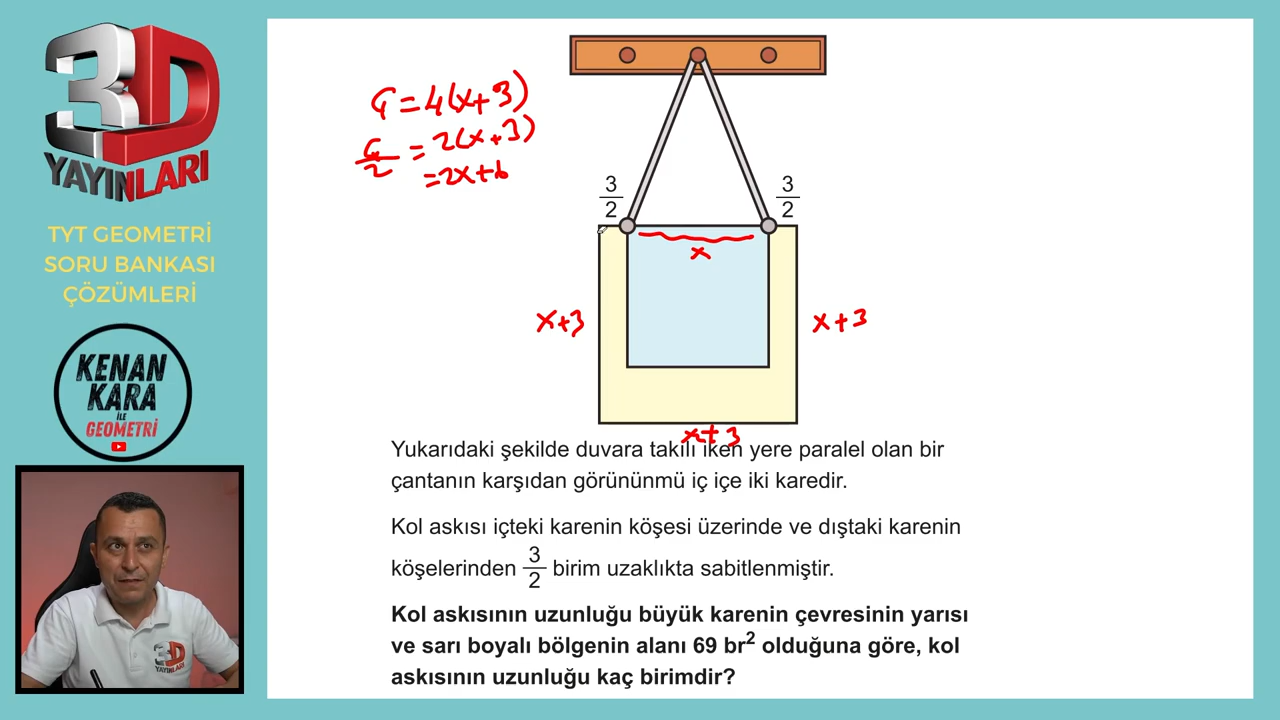 3D
YAYINLARI
TYT GEOMETRİ
SORU BANKASI
ÇÖZÜMLERİ
KENAN
KARA
İLE
GEOMETRİ
3D
YAYINLARI
Ç = 4(x+3)
Ç/2 = 2(x+3)
= 2x+6
3/2
3/2
x
x+3
x+3
x+3
Yukarıdaki şekilde duvara takılı iken yere paralel olan bir
çantanın karşıdan görününmü iç içe iki karedir.
Kol askısı içteki karenin köşesi üzerinde ve dıştaki karenin
köşelerinden 3/2 birim uzaklıkta sabitlenmiştir.
Kol askısının uzunluğu büyük karenin çevresinin yarısı
ve sarı boyalı bölgenin alanı 69 br² olduğuna göre, kol
askısının uzunluğu kaç birimdir?